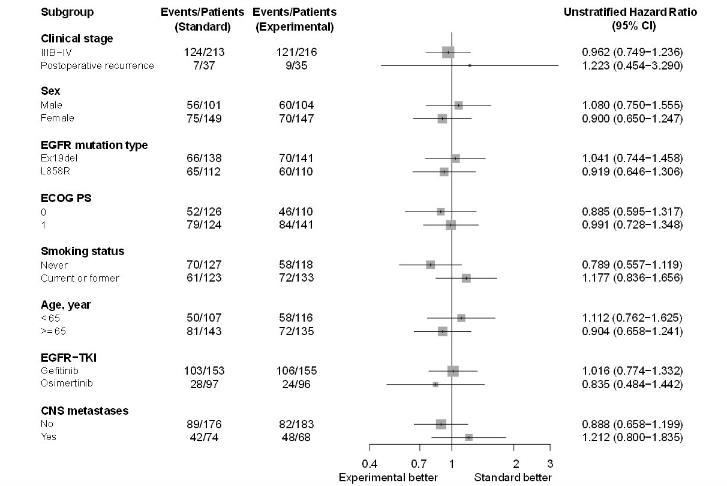 Subgroup Events/Patients Events/Patients Unstratified Hazard Ratio
(Standard) (Experimental) (95% CI)
Clinical stage
IIIB−IV 124/213 121/216 0.962 (0.749−1.236)
Postoperative recurrence 7/37 9/35 1.223 (0.454−3.290)
Sex
Male 56/101 60/104 1.080 (0.750−1.555)
Female 75/149 70/147 0.900 (0.650−1.247)
EGFR mutation type
Ex19del 66/138 70/141 1.041 (0.744−1.458)
L858R 65/112 60/110 0.919 (0.646−1.306)
ECOG PS
0 52/126 46/110 0.885 (0.595−1.317)
1 79/124 84/141 0.991 (0.728−1.348)
Smoking status
Never 70/127 58/118 0.789 (0.557−1.119)
Current or former 61/123 72/133 1.177 (0.836−1.656)
Age, year
<65 50/107 58/116 1.112 (0.762−1.625)
>=65 81/143 72/135 0.904 (0.658−1.241)
EGFR−TKI
Gefitinib 103/153 106/155 1.016 (0.774−1.332)
Osimertinib 28/97 24/96 0.835 (0.484−1.442)
CNS metastases
No 89/176 82/183 0.888 (0.658−1.199)
Yes 42/74 48/68 1.212 (0.800−1.835)
0.4 0.7 1 2 3
Experimental better Standard better